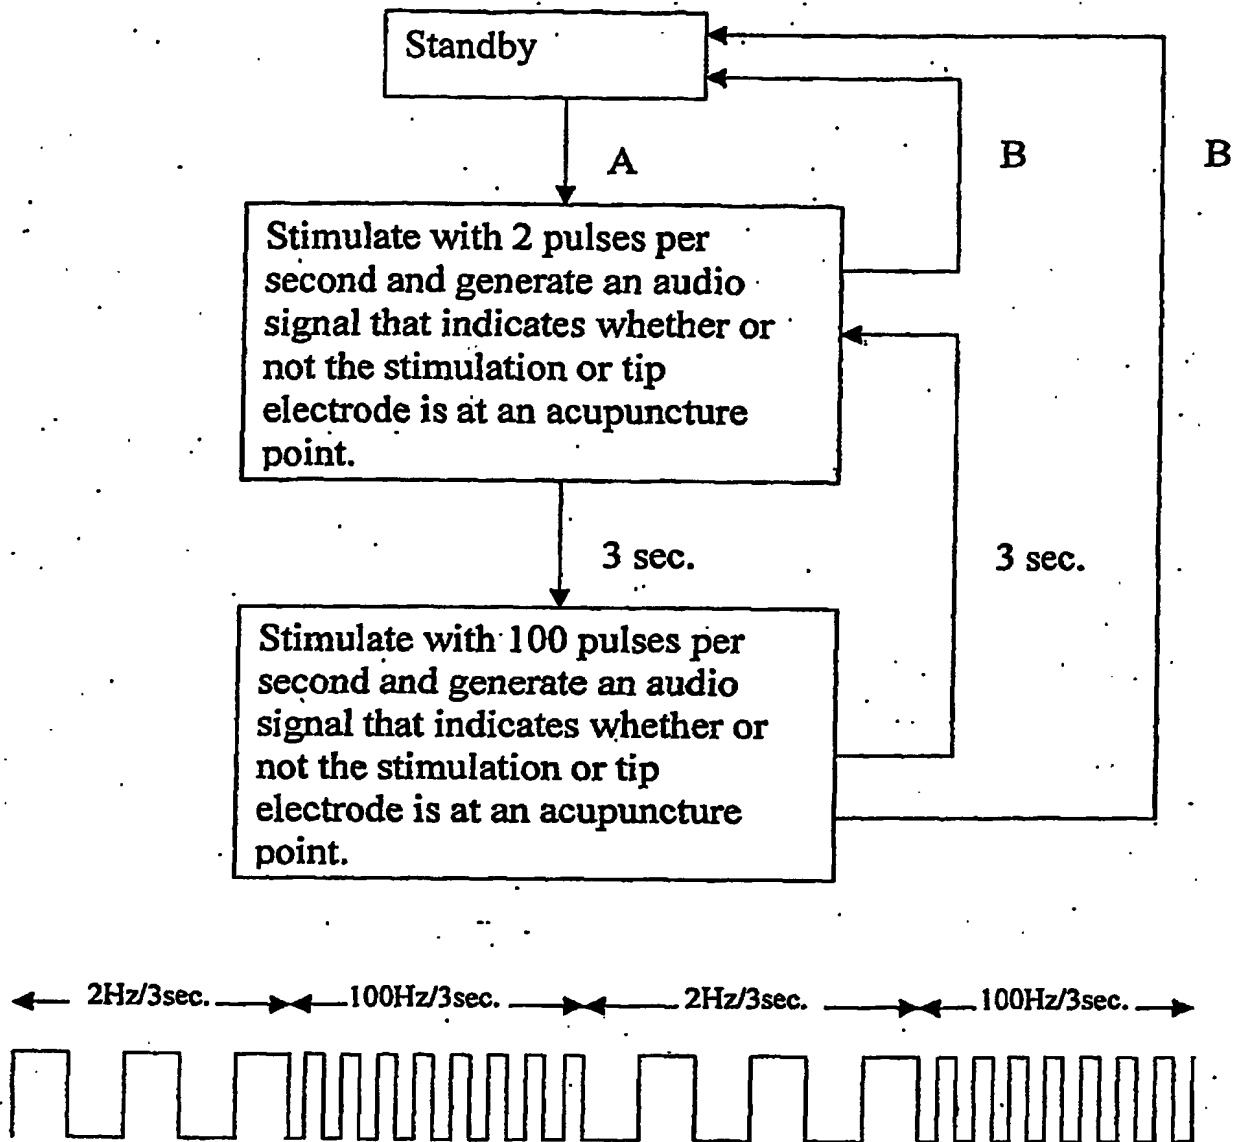 Standby
A
B
B
Stimulate with 2 pulses per
second and generate an audio
signal that indicates whether or
not the stimulation or tip
electrode is at an acupuncture
point.
3 sec.
3 sec.
Stimulate with 100 pulses per
second and generate an audio
signal that indicates whether or
not the stimulation or tip
electrode is at an acupuncture
point.
2Hz/3sec.
100Hz/3sec.
2Hz/3sec.
100Hz/3sec.